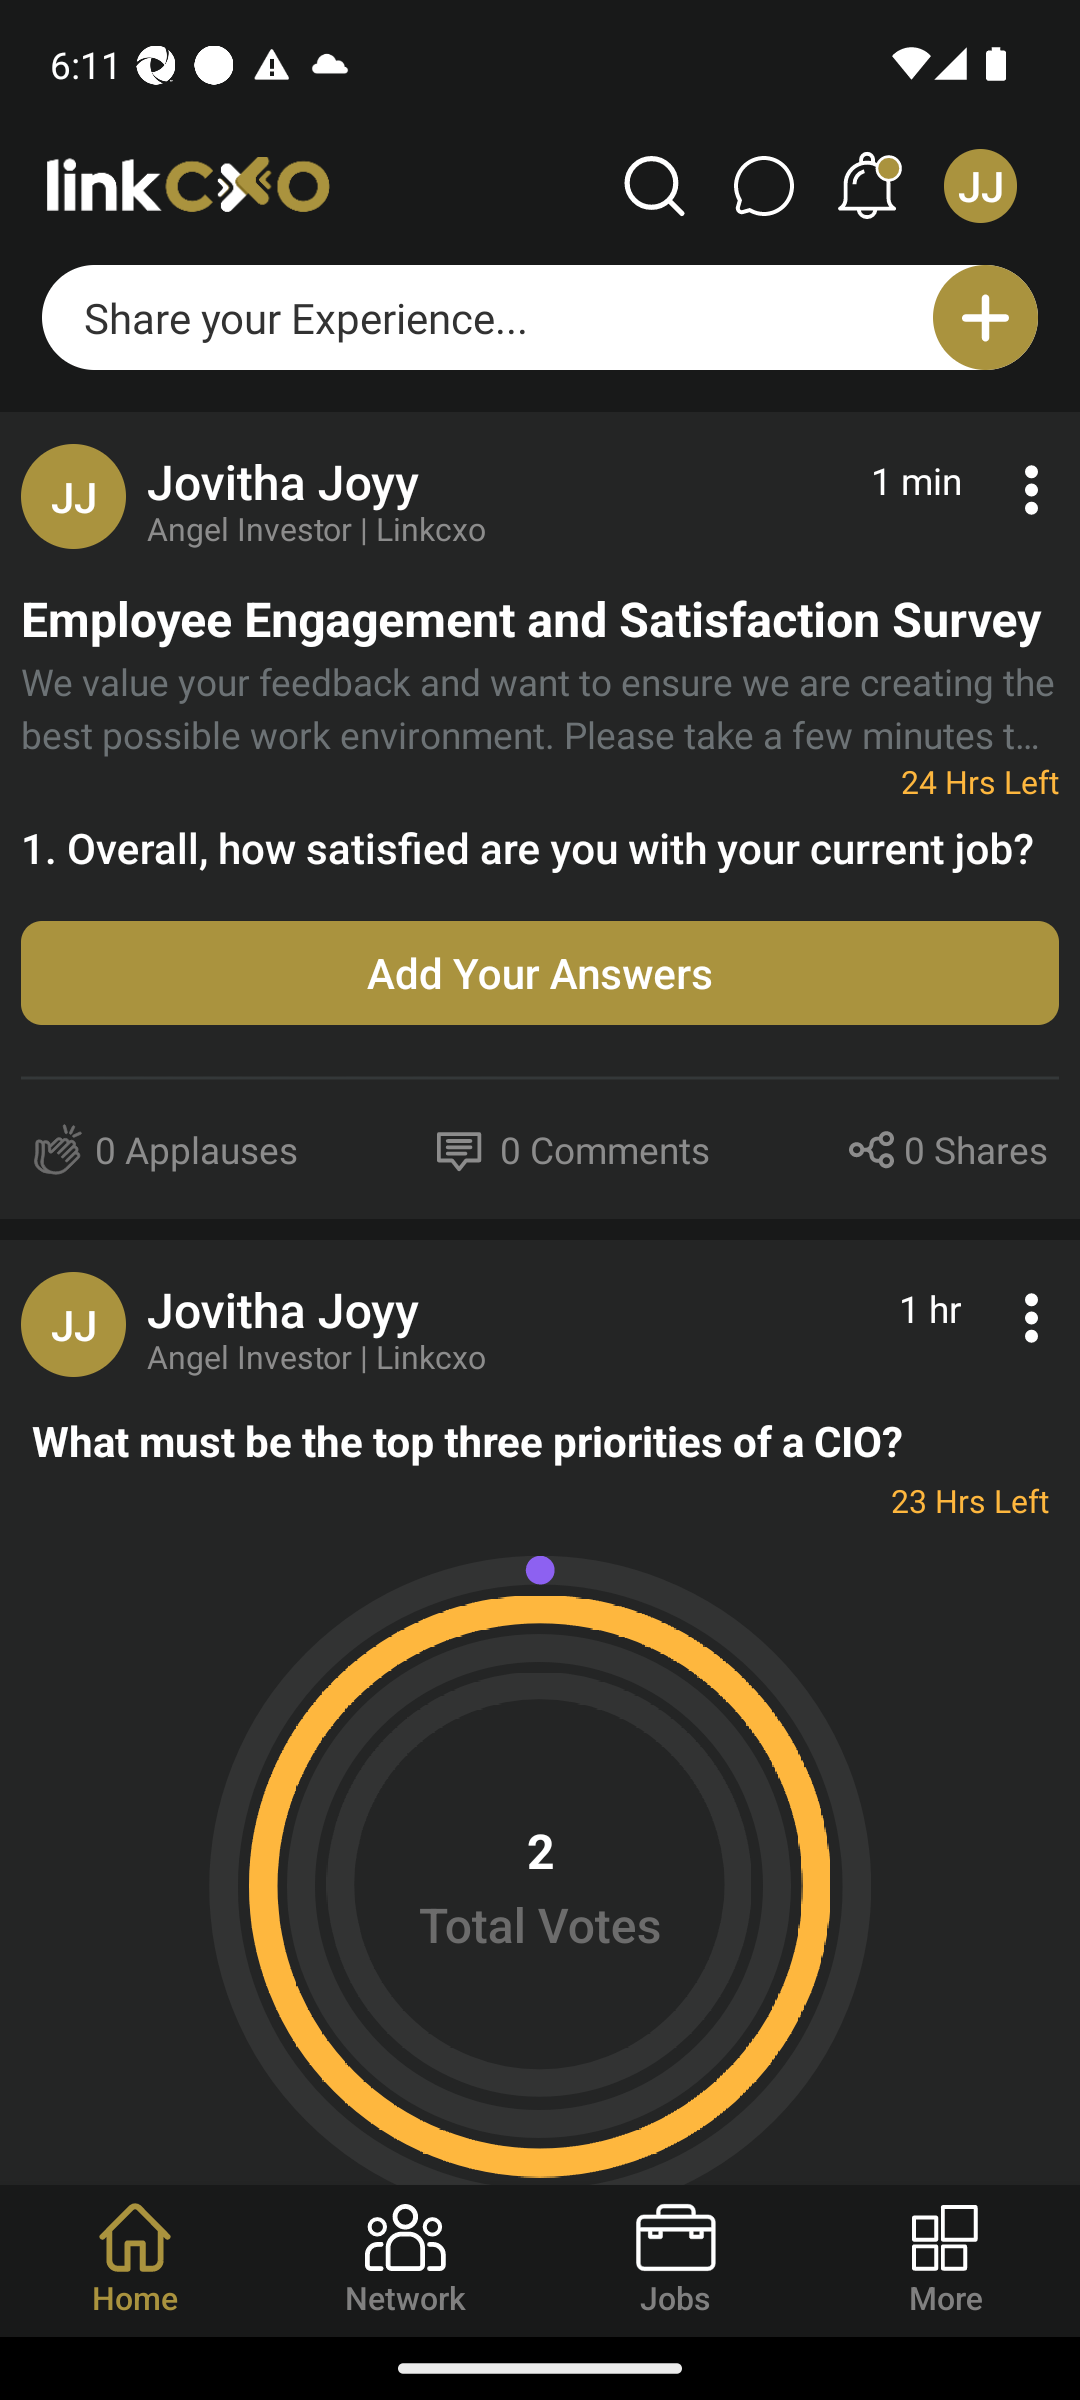 6:11
linkcxo
JJ
Share your Experience...
JJ
Jovitha Joyy
1 min
Angel Investor | Linkcxo
Employee Engagement and Satisfaction Survey
We value your feedback and want to ensure we are creating the
best possible work environment. Please take a few minutes t...
24 Hrs Left
1. Overall, how satisfied are you with your current job?
Add Your Answers
0 Applauses
0 Comments
0 Shares
JJ
Jovitha Joyy
1 hr
Angel Investor | Linkcxo
What must be the top three priorities of a CIO?
23 Hrs Left
2
Total Votes
Home
Network
Jobs
More